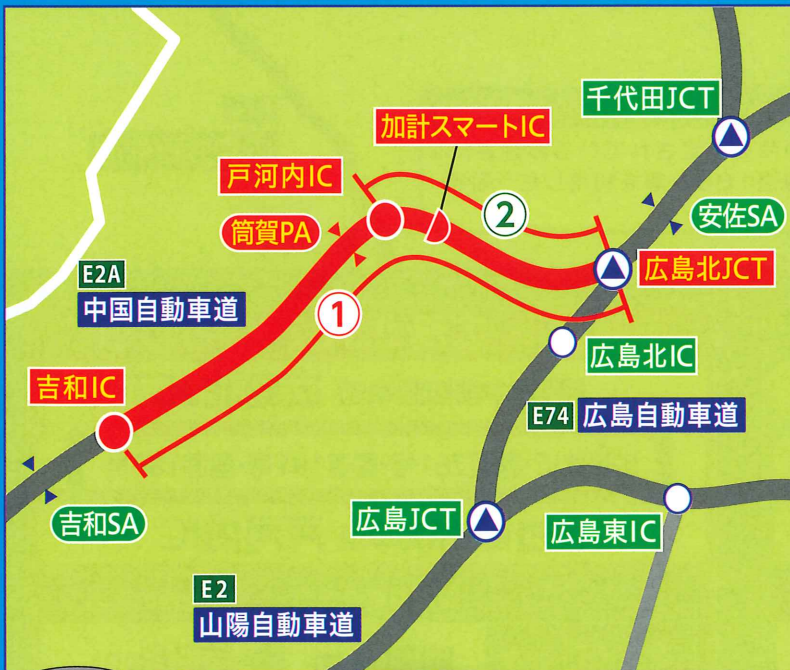 千代田JCT
加計スマートIC
戸河内IC
②
安佐SA
筒賀PA
広島北JCT
E2A
中国自動車道
①
広島北IC
吉和IC
E74 広島自動車道
吉和SA
広島JCT
広島東IC
E2
山陽自動車道